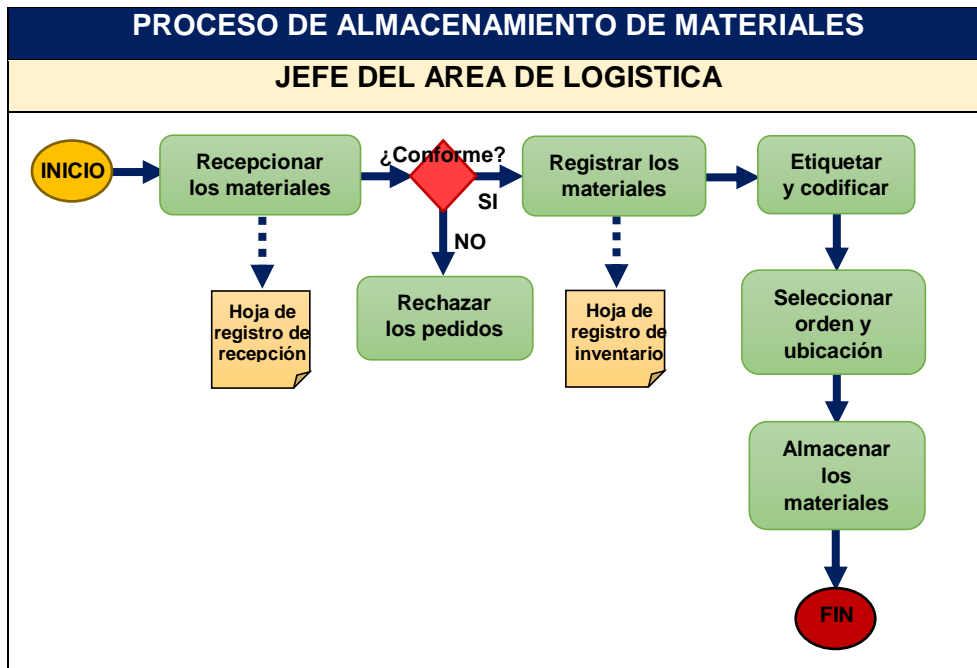 PROCESO DE ALMACENAMIENTO DE MATERIALES
JEFE DEL AREA DE LOGISTICA
INICIO
Recepcionar
los materiales
¿Conforme?
SI
NO
Registrar los
materiales
Etiquetar
y codificar
Hoja de
registro de
recepción
Rechazar
los pedidos
Hoja de
registro de
inventario
Seleccionar
orden y
ubicación
Almacenar
los
materiales
FIN